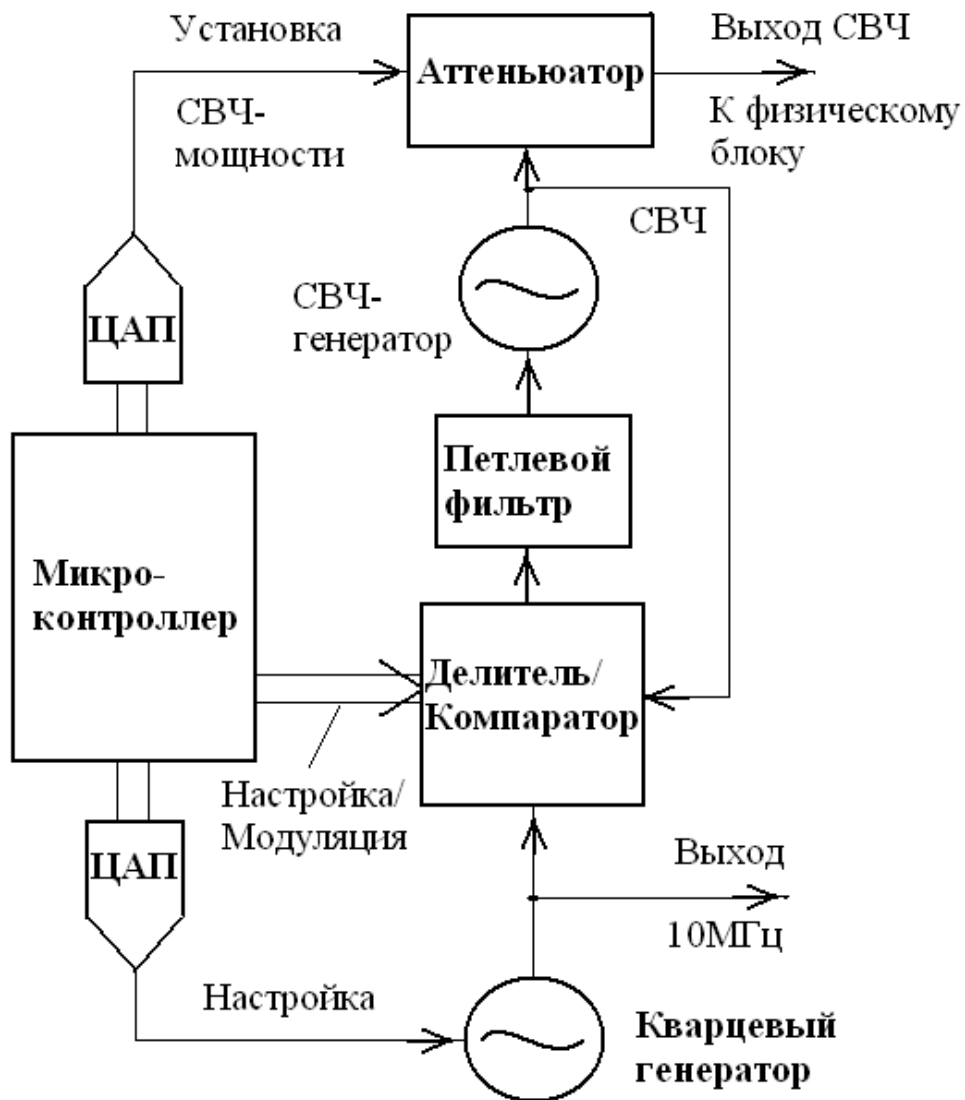 Установка
Выход СВЧ
Аттенюатор
СВЧ-
мощности
К физическому
блоку
СВЧ
СВЧ-
генератор
ЦАП
Петлевой
фильтр
Микро-
контроллер
Делитель/
Компаратор
Настройка/
Модуляция
ЦАП
Выход
10МГц
Настройка
Кварцевый
генератор